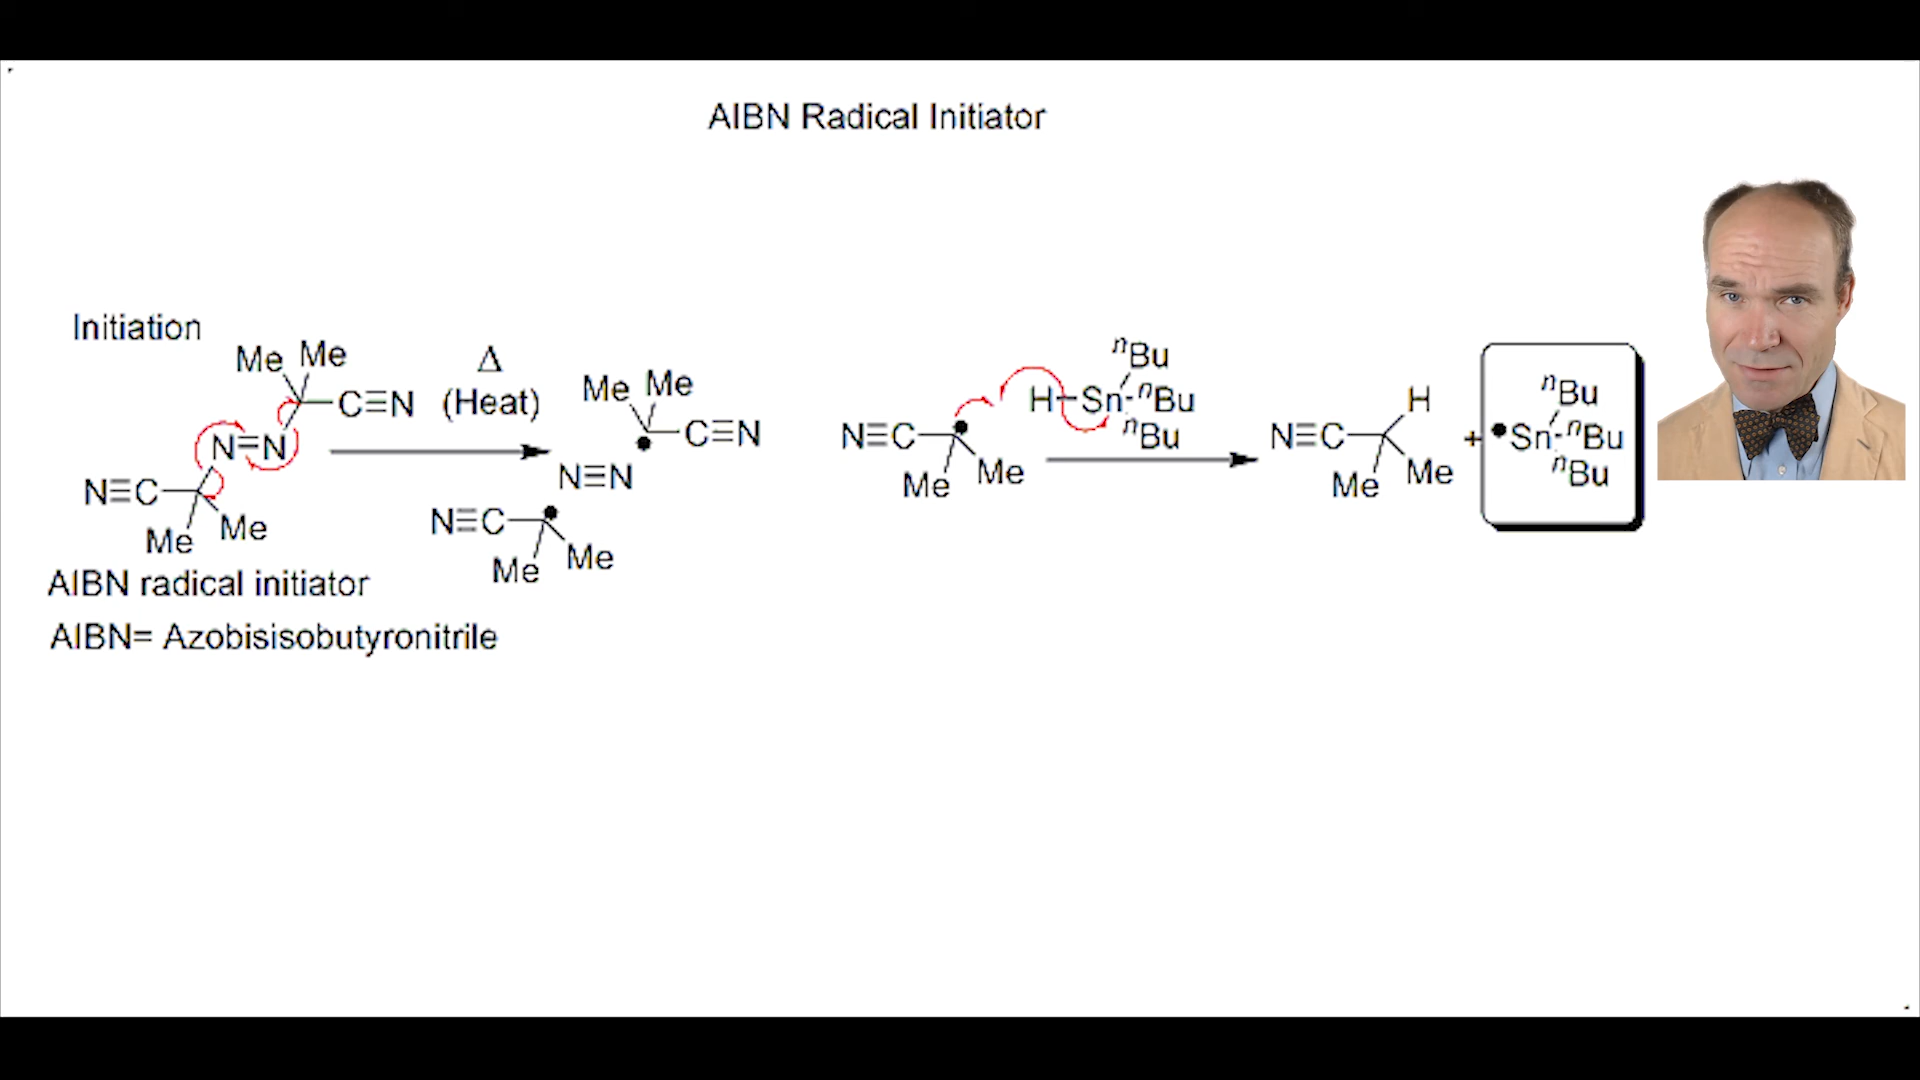 AIBN Radical Initiator
Initiation
Me Me
C≡N
N=N
N≡C
Me Me
Δ
(Heat)
Me Me
C≡N
N≡N
N≡C
Me Me
N≡C
Me Me
H-Sn
nBu
nBu
nBu
H
N≡C
Me Me
+
•Sn
nBu
nBu
nBu
AIBN radical initiator
AIBN= Azobisisobutyronitrile